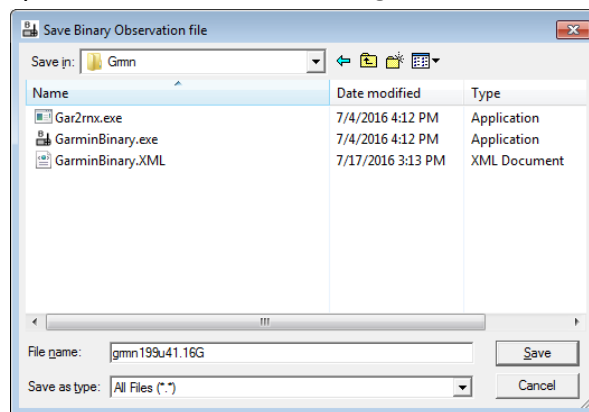 Save Binary Observation file
Save in: Grmn
Name Date modified Type
Gar2rnx.exe 7/4/2016 4:12 PM Application
GarminBinary.exe 7/4/2016 4:12 PM Application
GarminBinary.XML 7/17/2016 3:13 PM XML Document
File name: grmn199u41.16G Save
Save as type: All Files (*.*) Cancel